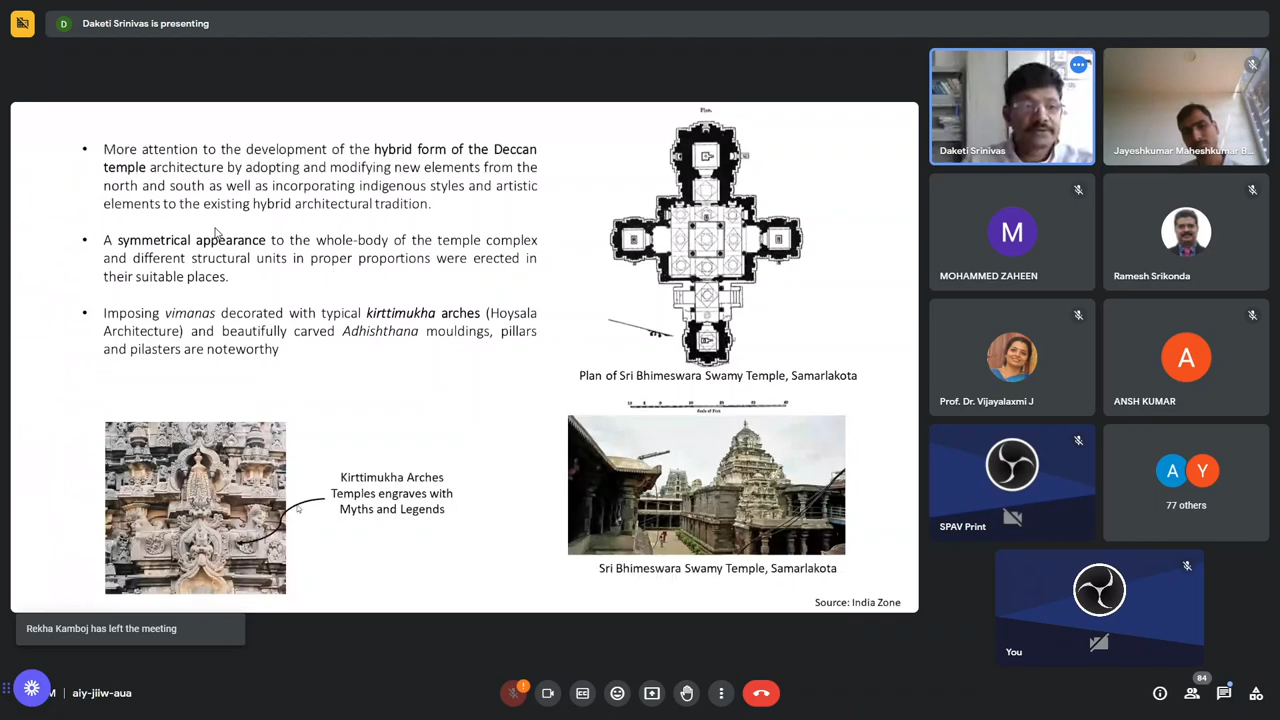 D Daketi Srinivas is presenting
• More attention to the development of the hybrid form of the Deccan
temple architecture by adopting and modifying new elements from the
north and south as well as incorporating indigenous styles and artistic
elements to the existing hybrid architectural tradition.
• A symmetrical appearance to the whole-body of the temple complex
and different structural units in proper proportions were erected in
their suitable places.
• Imposing vimanas decorated with typical kirttimukha arches (Hoysala
Architecture) and beautifully carved Adhishthana mouldings, pillars
and pilasters are noteworthy
Plan.
Plan of Sri Bhimeswara Swamy Temple, Samarlakota
Scale of Feet
Kirttimukha Arches
Temples engraves with
Myths and Legends
Sri Bhimeswara Swamy Temple, Samarlakota
Source: India Zone
Daketi Srinivas
Jayeshkumar Maheshkumar B...
M
MOHAMMED ZAHEEN
Ramesh Srikonda
Prof. Dr. Vijayalaxmi J
A
ANSH KUMAR
SPAV Print
A Y
77 others
You
Rekha Kamboj has left the meeting
M | aiy-jiiw-aua
!
84